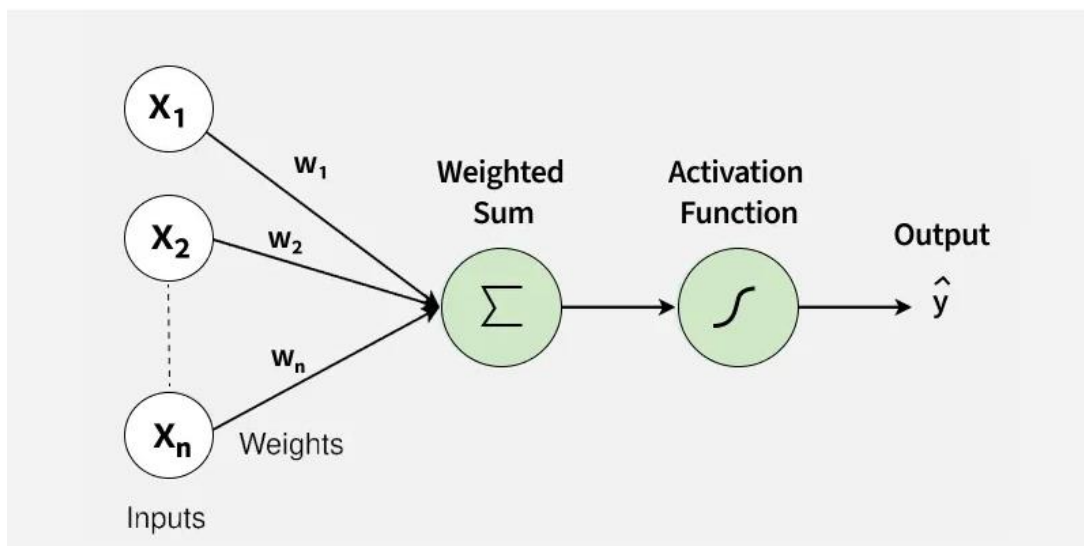 X₁
w₁
Weighted
Sum
Activation
Function
X₂
w₂
Output
Σ
∫
ŷ
wₙ
Xₙ
Weights
Inputs